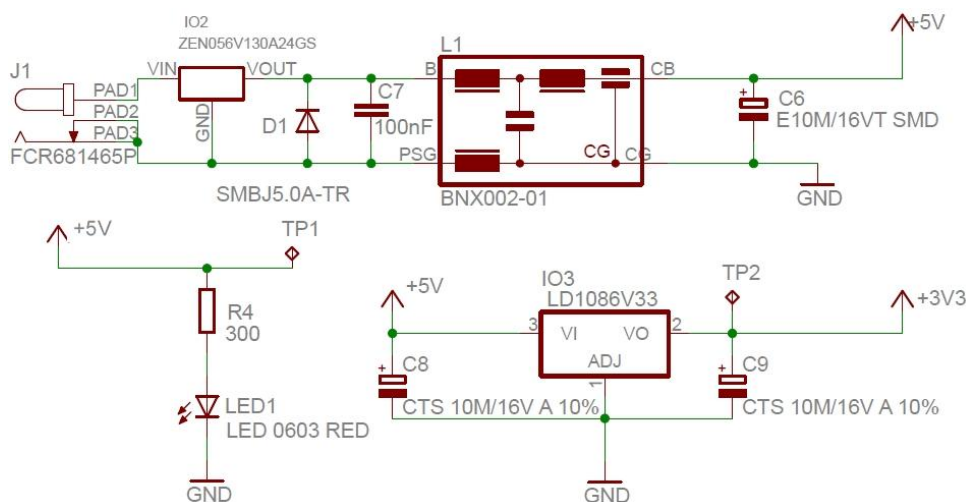 IO2
ZEN056V130A24GS
J1
PAD1
PAD2
PAD3
FCR681465P
VIN
VOUT
GND
D1
SMBJ5.0A-TR
C7
100nF
L1
B
CB
PSG
CG
CG
BNX002-01
+5V
+
C6
E10M/16VT SMD
GND
+5V
TP1
R4
300
LED1
LED 0603 RED
GND
+5V
IO3
LD1086V33
3
VI
VO
2
ADJ
1
TP2
+3V3
+
C8
CTS 10M/16V A 10%
+
C9
CTS 10M/16V A 10%
GND